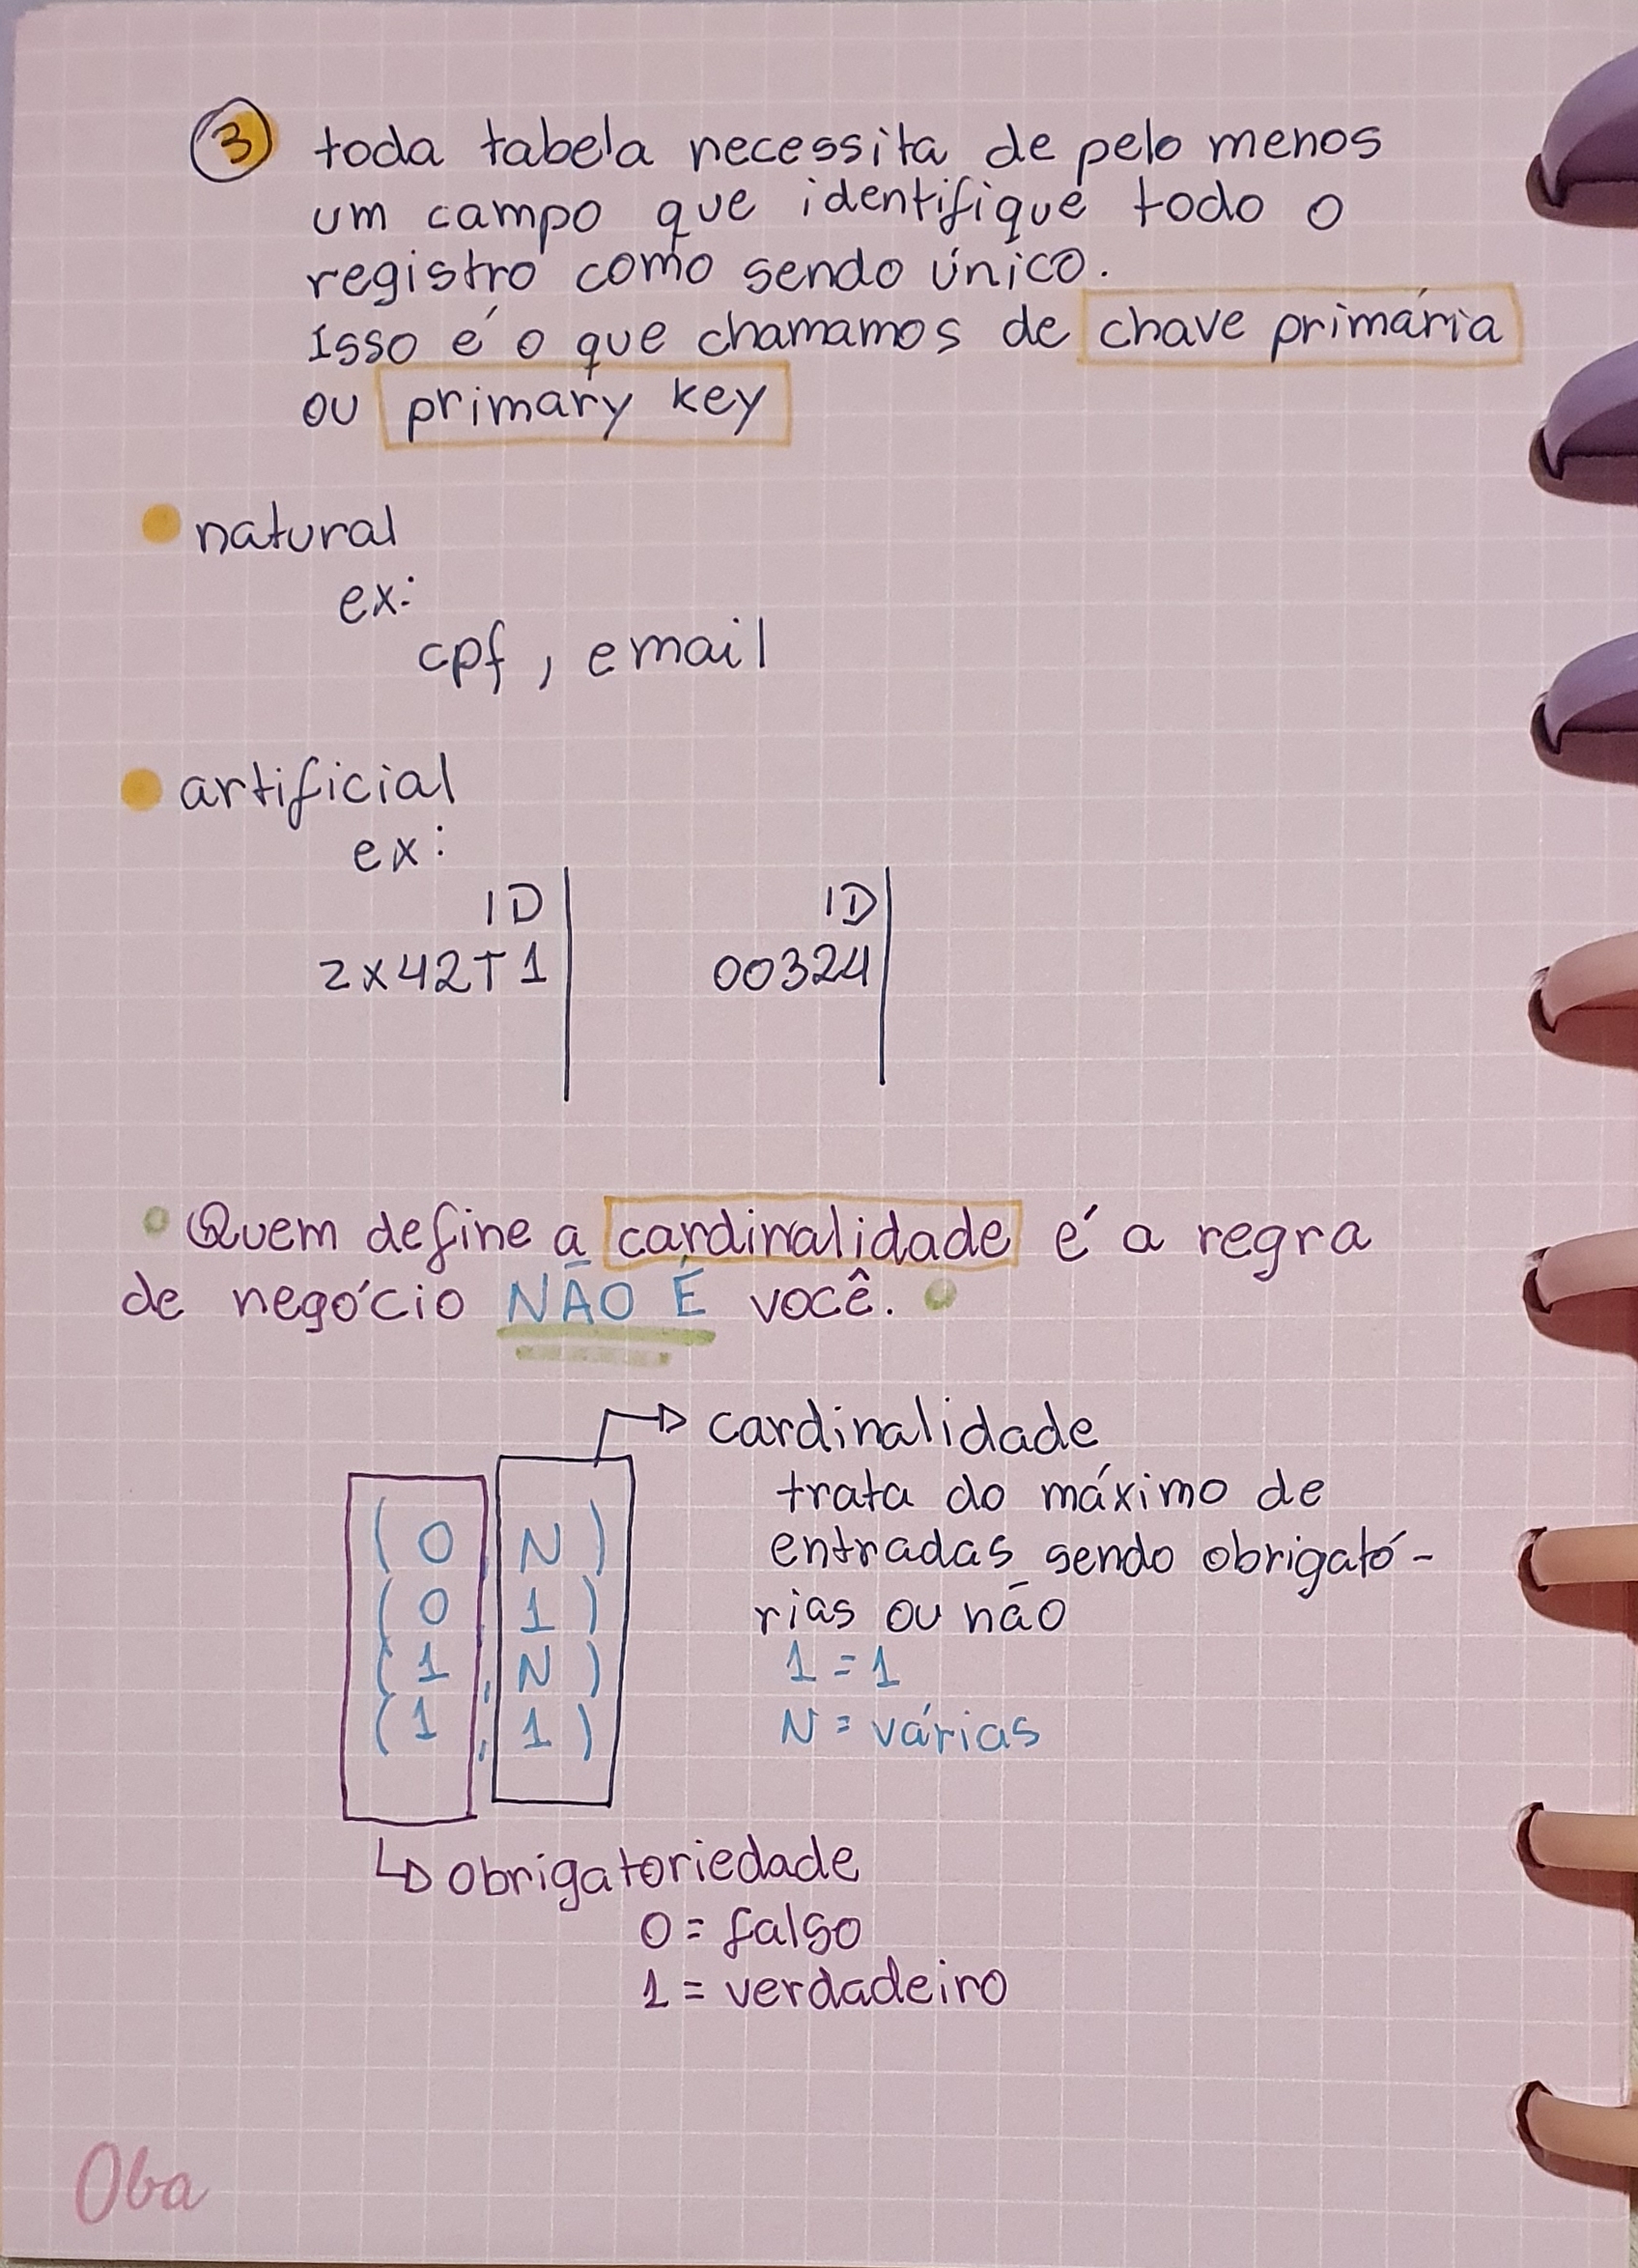 3 toda tabela necessita de pelo menos
um campo que identifique todo o
registro como sendo único.
Isso é o que chamamos de chave primária
ou primary key
natural
ex:
cpf, email
artificial
ex:
ID ID
zx42T1 00324
Quem define a cardinalidade é a regra
de negócio NÃO É você.
cardinalidade
trata do máximo de
(0,N) entradas sendo obrigató-
(0,1) rias ou não
(1,N) 1=1
(1,1) N=várias
obrigatoriedade
0=falso
1=verdadeiro
Oba